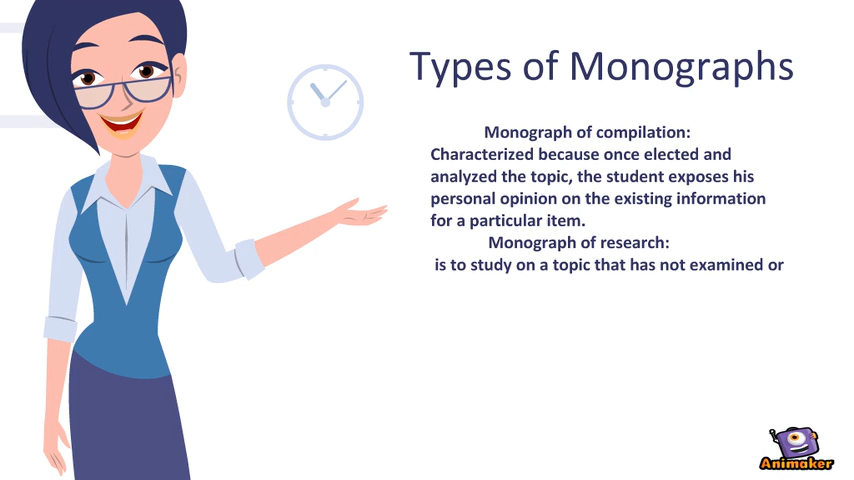 Types of Monographs
Monograph of compilation:
Characterized because once elected and
analyzed the topic, the student exposes his
personal opinion on the existing information
for a particular item.
Monograph of research:
is to study on a topic that has not examined or
Animaker